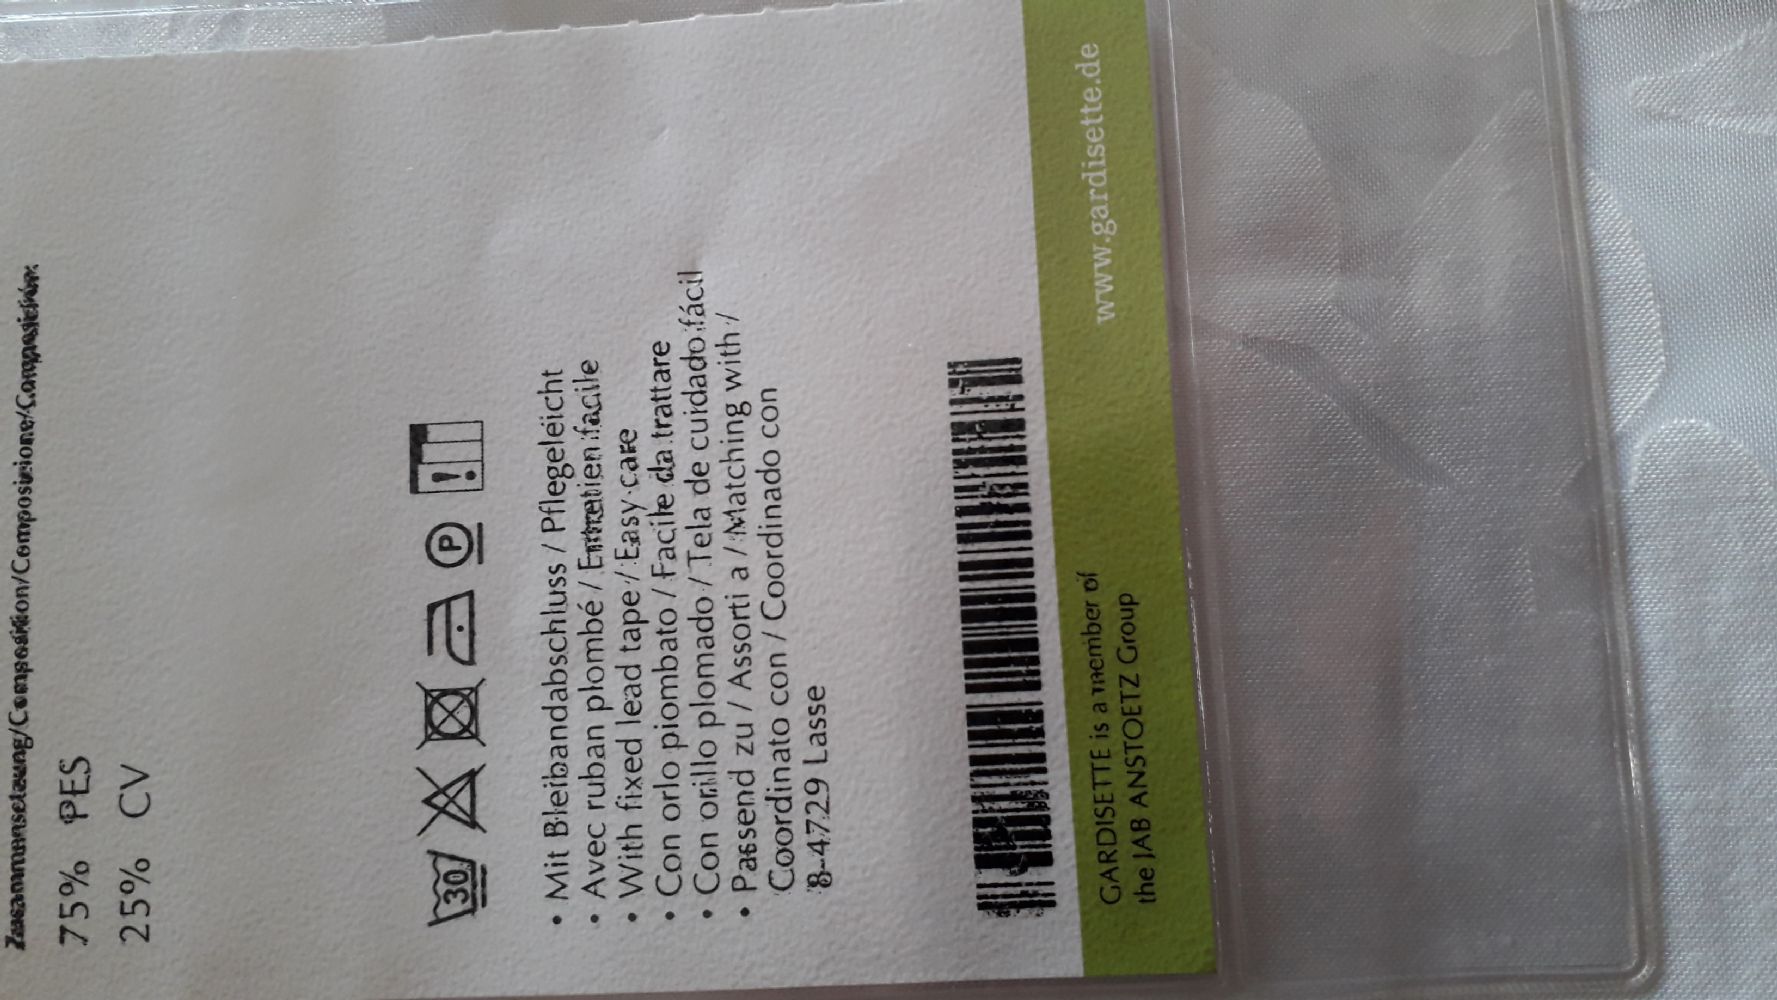 Zusammensetzung/Composition/Composizione/Composición:
75% PES
25% CV
30
P
!
• Mit Bleibandabschluss / Pflegeleicht
• Avec ruban plombé / Entretien facile
• With fixed lead tape / Easy care
• Con orlo piombato / Facile da trattare
• Con orillo plomado / Tela de cuidado fácil
• Passend zu / Assorti a / Matching with /
Coordinato con / Coordinado con
8-4729 Lasse
GARDISETTE is a member of
the JAB ANSTOETZ Group
www.gardisette.de